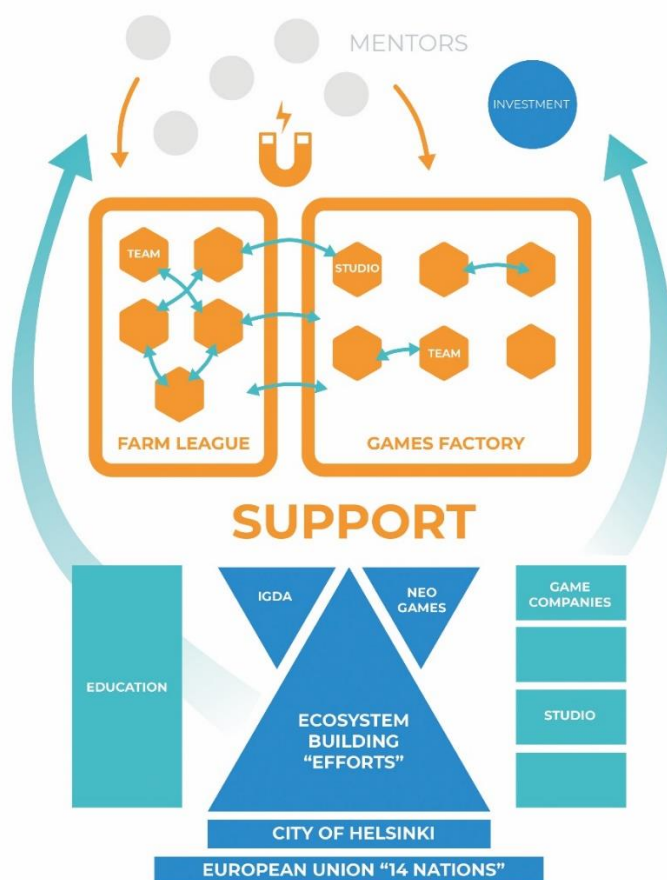 MENTORS
INVESTMENT
TEAM
STUDIO
TEAM
FARM LEAGUE
GAMES FACTORY
SUPPORT
IGDA
NEO
GAMES
GAME
COMPANIES
EDUCATION
STUDIO
ECOSYSTEM
BUILDING
“EFFORTS”
CITY OF HELSINKI
EUROPEAN UNION “14 NATIONS”